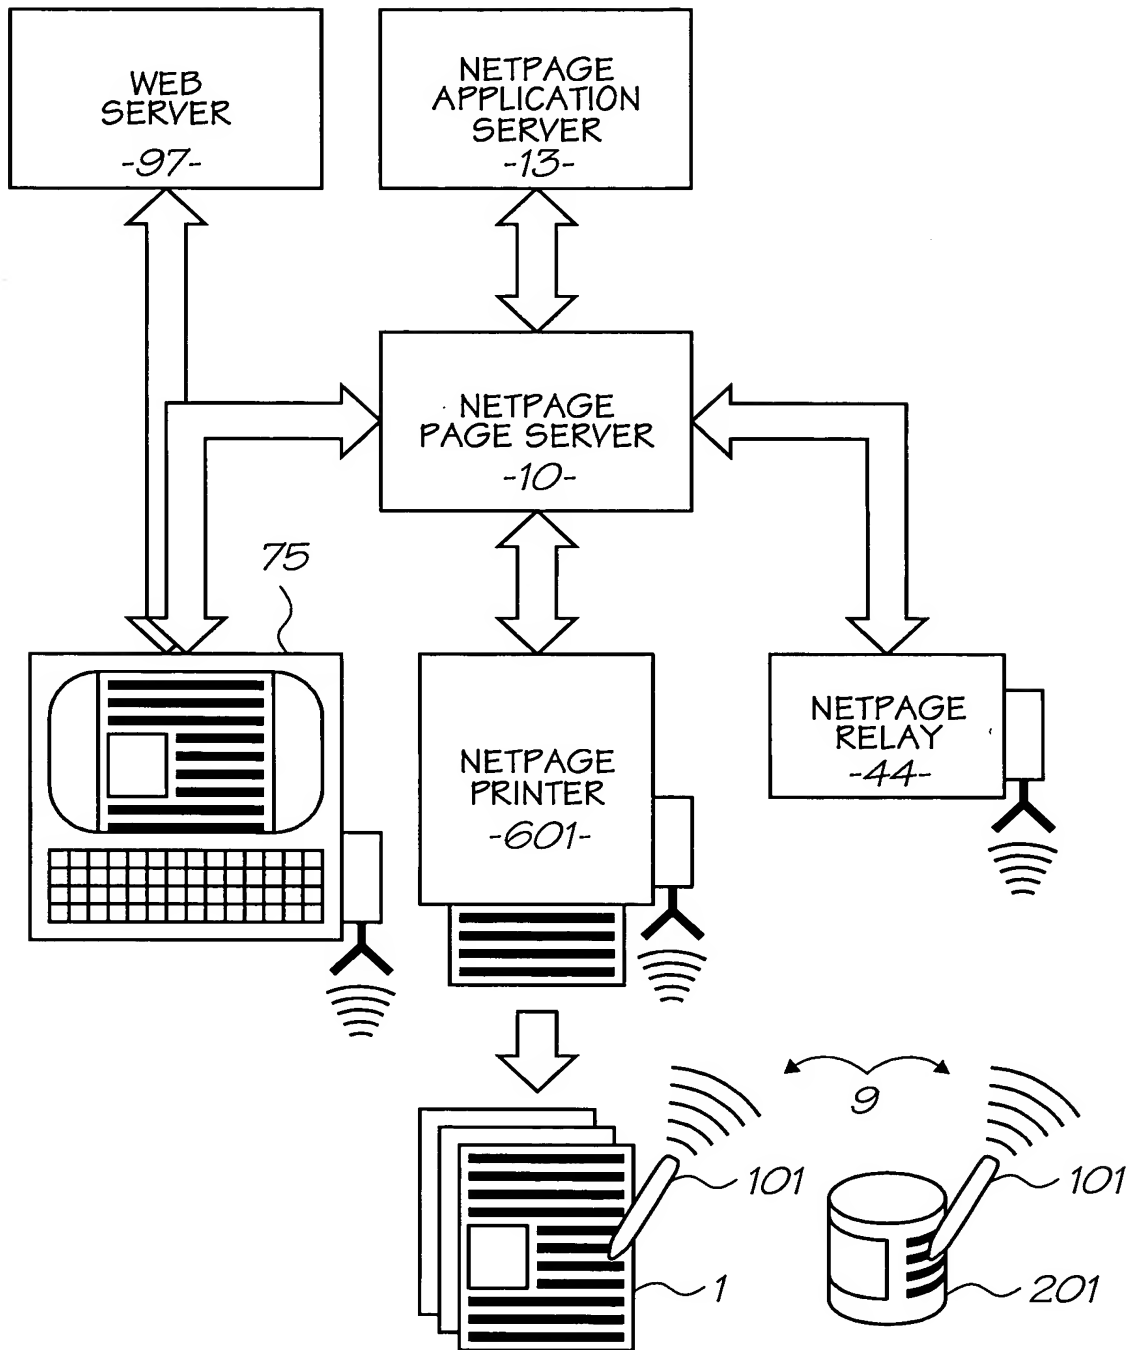 WEB
SERVER
-97-
NETPAGE
APPLICATION
SERVER
-13-
NETPAGE
PAGE SERVER
-10-
75
NETPAGE
PRINTER
-601-
NETPAGE
RELAY
-44-
9
101
101
1
201